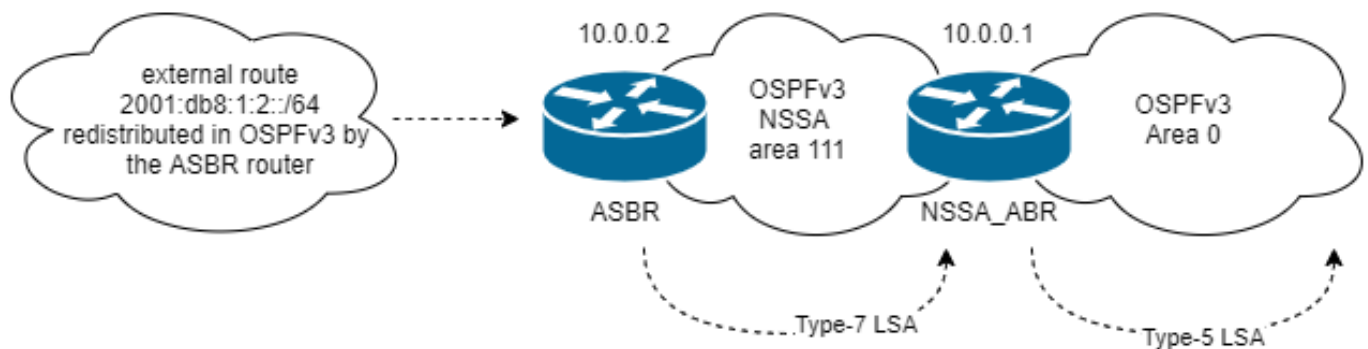 external route
2001:db8:1:2::/64
redistributed in OSPFv3 by
the ASBR router
10.0.0.2
ASBR
OSPFv3
NSSA
area 111
10.0.0.1
NSSA_ABR
OSPFv3
Area 0
Type-7 LSA
Type-5 LSA